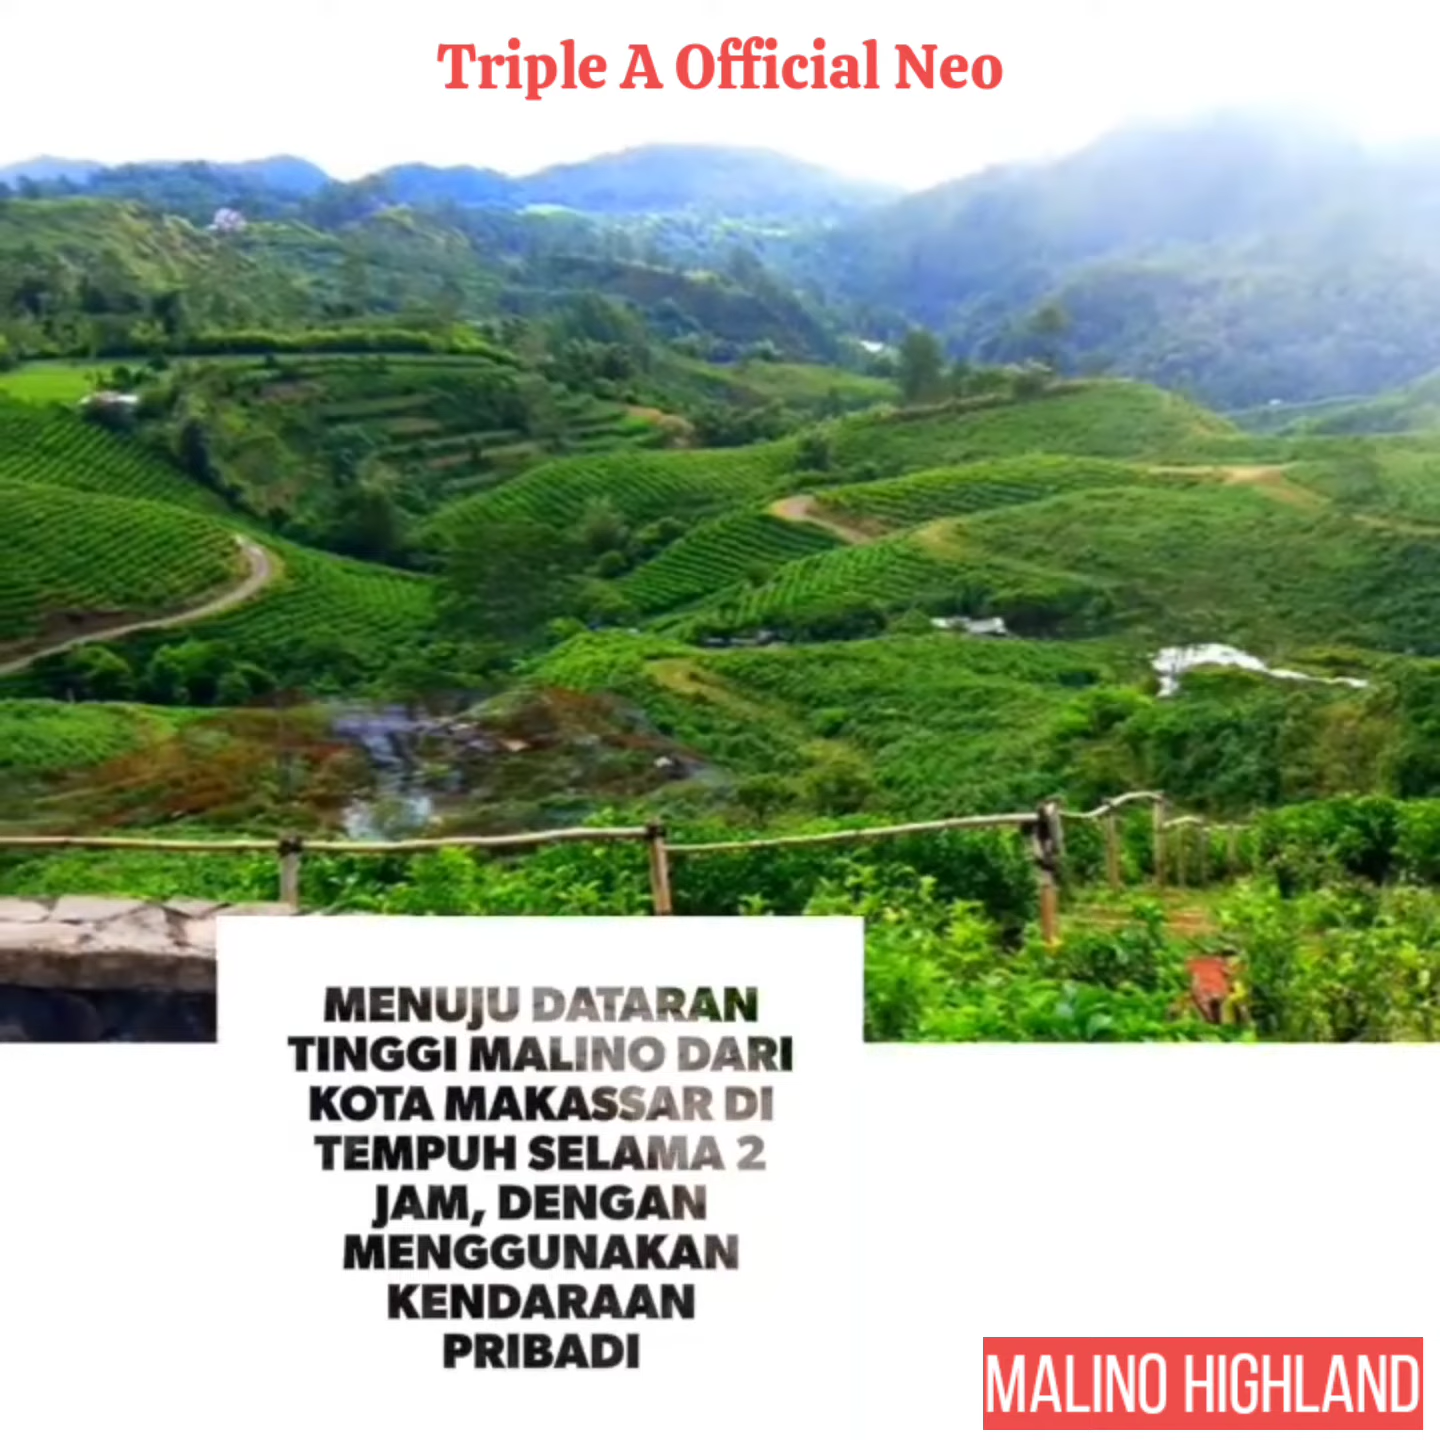 Triple A Official Neo
MENUJU DATARAN
TINGGI MALINO DARI
KOTA MAKASSAR DI
TEMPUH SELAMA 2
JAM, DENGAN
MENGGUNAKAN
KENDARAAN
PRIBADI
MALINO HIGHLAND